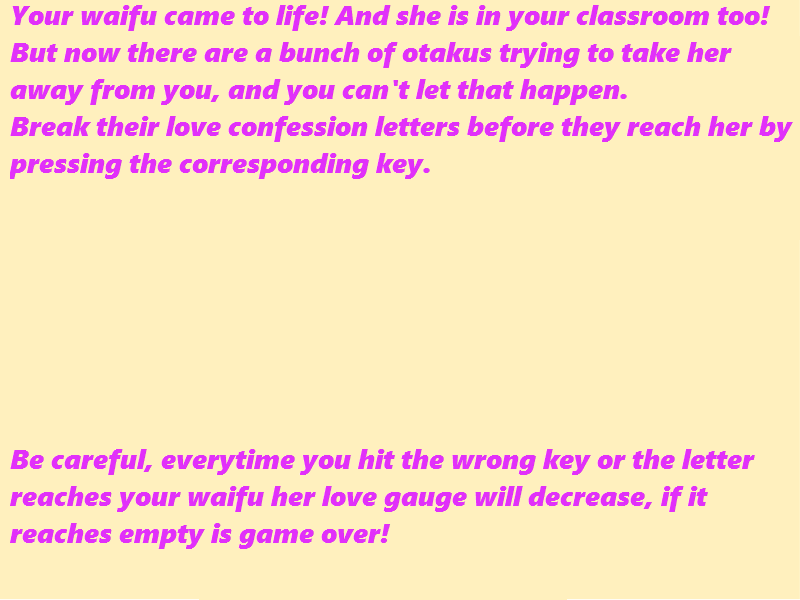 Your waifu came to life! And she is in your classroom too!
But now there are a bunch of otakus trying to take her
away from you, and you can't let that happen.
Break their love confession letters before they reach her by
pressing the corresponding key.
Be careful, everytime you hit the wrong key or the letter
reaches your waifu her love gauge will decrease, if it
reaches empty is game over!